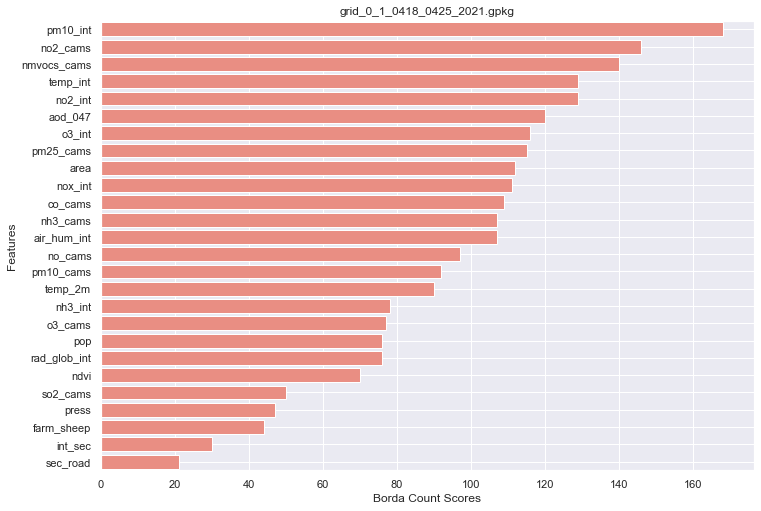 grid_0_1_0418_0425_2021.gpkg
pm10_int
no2_cams
nmvocs_cams
temp_int
no2_int
aod_047
o3_int
pm25_cams
area
nox_int
co_cams
nh3_cams
air_hum_int
no_cams
pm10_cams
temp_2m
nh3_int
o3_cams
pop
rad_glob_int
ndvi
so2_cams
press
farm_sheep
int_sec
sec_road
Features
0 20 40 60 80 100 120 140 160
Borda Count Scores